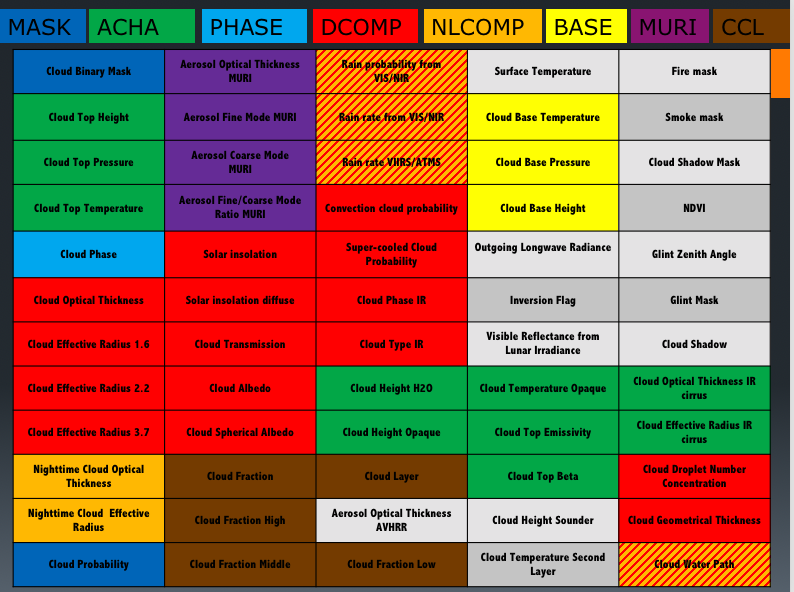 MASK ACHA PHASE DCOMP NLCOMP BASE MURI CCL
Cloud Binary Mask
Aerosol Optical Thickness
MURI
Rain probability from
VIS/NIR
Surface Temperature
Fire mask
Cloud Top Height
Aerosol Fine Mode MURI
Rain rate from VIS/NIR
Cloud Base Temperature
Smoke mask
Cloud Top Pressure
Aerosol Coarse Mode
MURI
Rain rate VIIRS/ATMS
Cloud Base Pressure
Cloud Shadow Mask
Cloud Top Temperature
Aerosol Fine/Coarse Mode
Ratio MURI
Convection cloud probability
Cloud Base Height
NDVI
Cloud Phase
Solar insolation
Super-cooled Cloud
Probability
Outgoing Longwave Radiance
Glint Zenith Angle
Cloud Optical Thickness
Solar insolation diffuse
Cloud Phase IR
Inversion Flag
Glint Mask
Cloud Effective Radius 1.6
Cloud Transmission
Cloud Type IR
Visible Reflectance from
Lunar Irradiance
Cloud Shadow
Cloud Effective Radius 2.2
Cloud Albedo
Cloud Height H2O
Cloud Temperature Opaque
Cloud Optical Thickness IR
cirrus
Cloud Effective Radius 3.7
Cloud Spherical Albedo
Cloud Height Opaque
Cloud Top Emissivity
Cloud Effective Radius IR
cirrus
Nighttime Cloud Optical
Thickness
Cloud Fraction
Cloud Layer
Cloud Top Beta
Cloud Droplet Number
Concentration
Nighttime Cloud Effective
Radius
Cloud Fraction High
Aerosol Optical Thickness
AVHRR
Cloud Height Sounder
Cloud Geometrical Thickness
Cloud Probability
Cloud Fraction Middle
Cloud Fraction Low
Cloud Temperature Second
Layer
Cloud Water Path